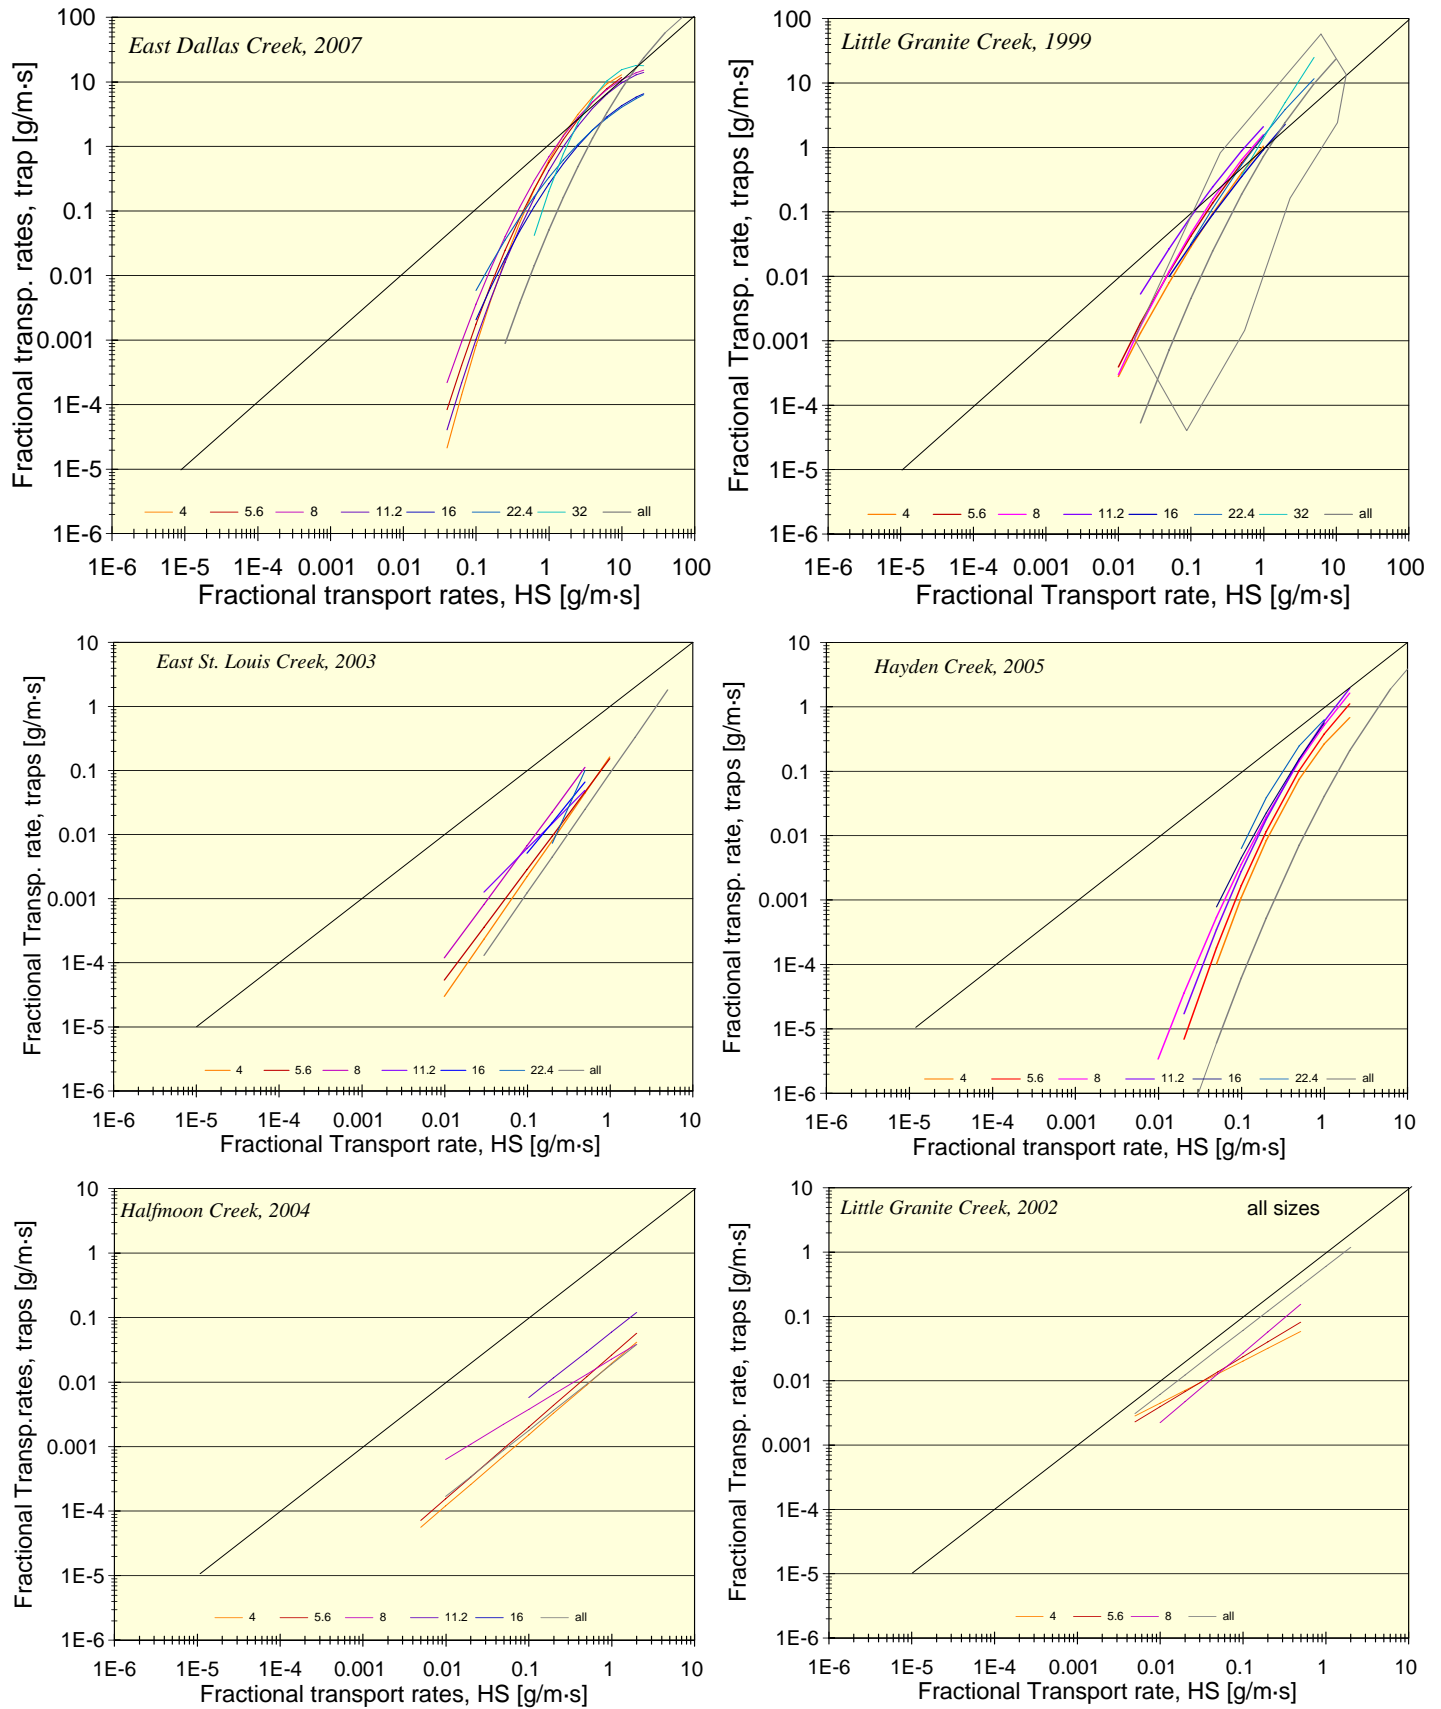 East Dallas Creek, 2007
Fractional transp. rates, trap [g/m·s]
100
10
1
0.1
0.01
0.001
1E-4
1E-5
1E-6
4 5.6 8 11.2 16 22.4 32 all
1E-6 1E-5 1E-4 0.001 0.01 0.1 1 10 100
Fractional transport rates, HS [g/m·s]
Little Granite Creek, 1999
Fractional Transp. rate, traps [g/m·s]
100
10
1
0.1
0.01
0.001
1E-4
1E-5
1E-6
4 5.6 8 11.2 16 22.4 32 all
1E-6 1E-5 1E-4 0.001 0.01 0.1 1 10 100
Fractional Transport rate, HS [g/m·s]
East St. Louis Creek, 2003
Fractional Transp. rate, traps [g/m·s]
10
1
0.1
0.01
0.001
1E-4
1E-5
1E-6
4 5.6 8 11.2 16 22.4 all
1E-6 1E-5 1E-4 0.001 0.01 0.1 1 10
Fractional Transport rate, HS [g/m·s]
Hayden Creek, 2005
Fractional transp. rate, traps [g/m·s]
10
1
0.1
0.01
0.001
1E-4
1E-5
1E-6
4 5.6 8 11.2 16 22.4 all
1E-6 1E-5 1E-4 0.001 0.01 0.1 1 10
Fractional transport rate, HS [g/m·s]
Halfmoon Creek, 2004
Fractional Transp.rates, traps [g/m·s]
10
1
0.1
0.01
0.001
1E-4
1E-5
1E-6
4 5.6 8 11.2 16 all
1E-6 1E-5 1E-4 0.001 0.01 0.1 1 10
Fractional transport rates, HS [g/m·s]
Little Granite Creek, 2002 all sizes
Fractional Transp. rate, traps [g/m·s]
10
1
0.1
0.01
0.001
1E-4
1E-5
1E-6
4 5.6 8 all
1E-6 1E-5 1E-4 0.001 0.01 0.1 1 10
Fractional Transport rate, HS [g/m·s]